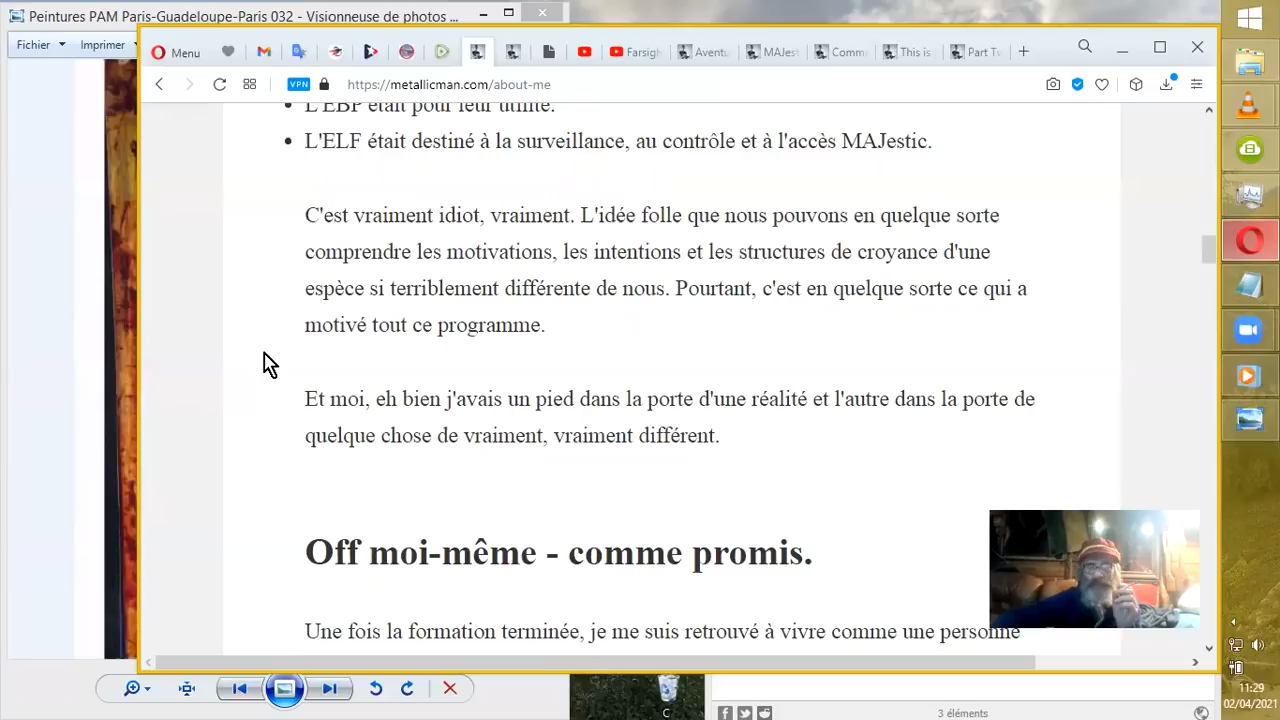 Peintures PAM Paris-Guadeloupe-Paris 032 - Visionneuse de photos ...
Fichier
Imprimer
Menu
Farsigh
Aventu
MAJest
Comm
This is
Part Tv
VPN
https://metallicman.com/about-me
L'EBP était pour leur utilité.
L'ELF était destiné à la surveillance, au contrôle et à l'accès MAJestic.
C'est vraiment idiot, vraiment. L'idée folle que nous pouvons en quelque sorte
comprendre les motivations, les intentions et les structures de croyance d'une
espèce si terriblement différente de nous. Pourtant, c'est en quelque sorte ce qui a
motivé tout ce programme.
Et moi, eh bien j'avais un pied dans la porte d'une réalité et l'autre dans la porte de
quelque chose de vraiment, vraiment différent.
Off moi-même - comme promis.
Une fois la formation terminée, je me suis retrouvé à vivre comme une personne
C
3 éléments
11:29
02/04/2021